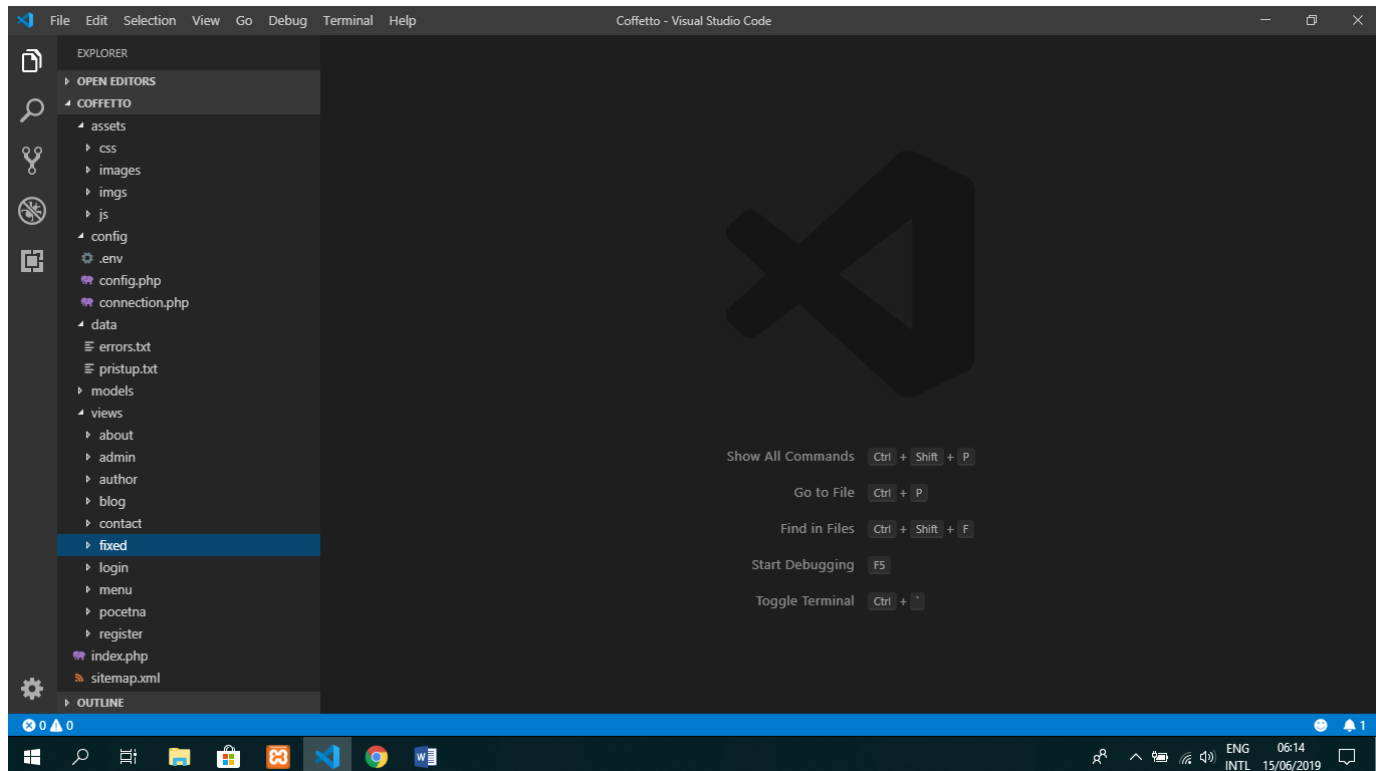 File Edit Selection View Go Debug Terminal Help Coffetto - Visual Studio Code
EXPLORER
OPEN EDITORS
COFFETTO
assets
css
images
imgs
js
config
.env
config.php
connection.php
data
errors.txt
pristup.txt
models
views
about
admin
author
blog
contact
fixed
login
menu
pocetna
register
index.php
sitemap.xml
OUTLINE
Show All Commands Ctrl + Shift + P
Go to File Ctrl + P
Find in Files Ctrl + Shift + F
Start Debugging F5
Toggle Terminal Ctrl + `
0 0 1
ENG 06:14
INTL 15/06/2019